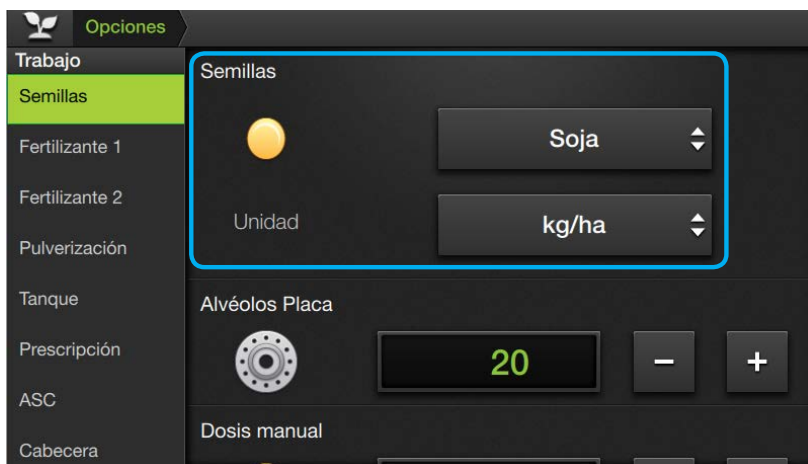 Opciones
Trabajo
Semillas
Fertilizante 1
Fertilizante 2
Pulverización
Tanque
Prescripción
ASC
Cabecera
Semillas
Soja
Unidad
kg/ha
Alvéolos Placa
20
−
+
Dosis manual